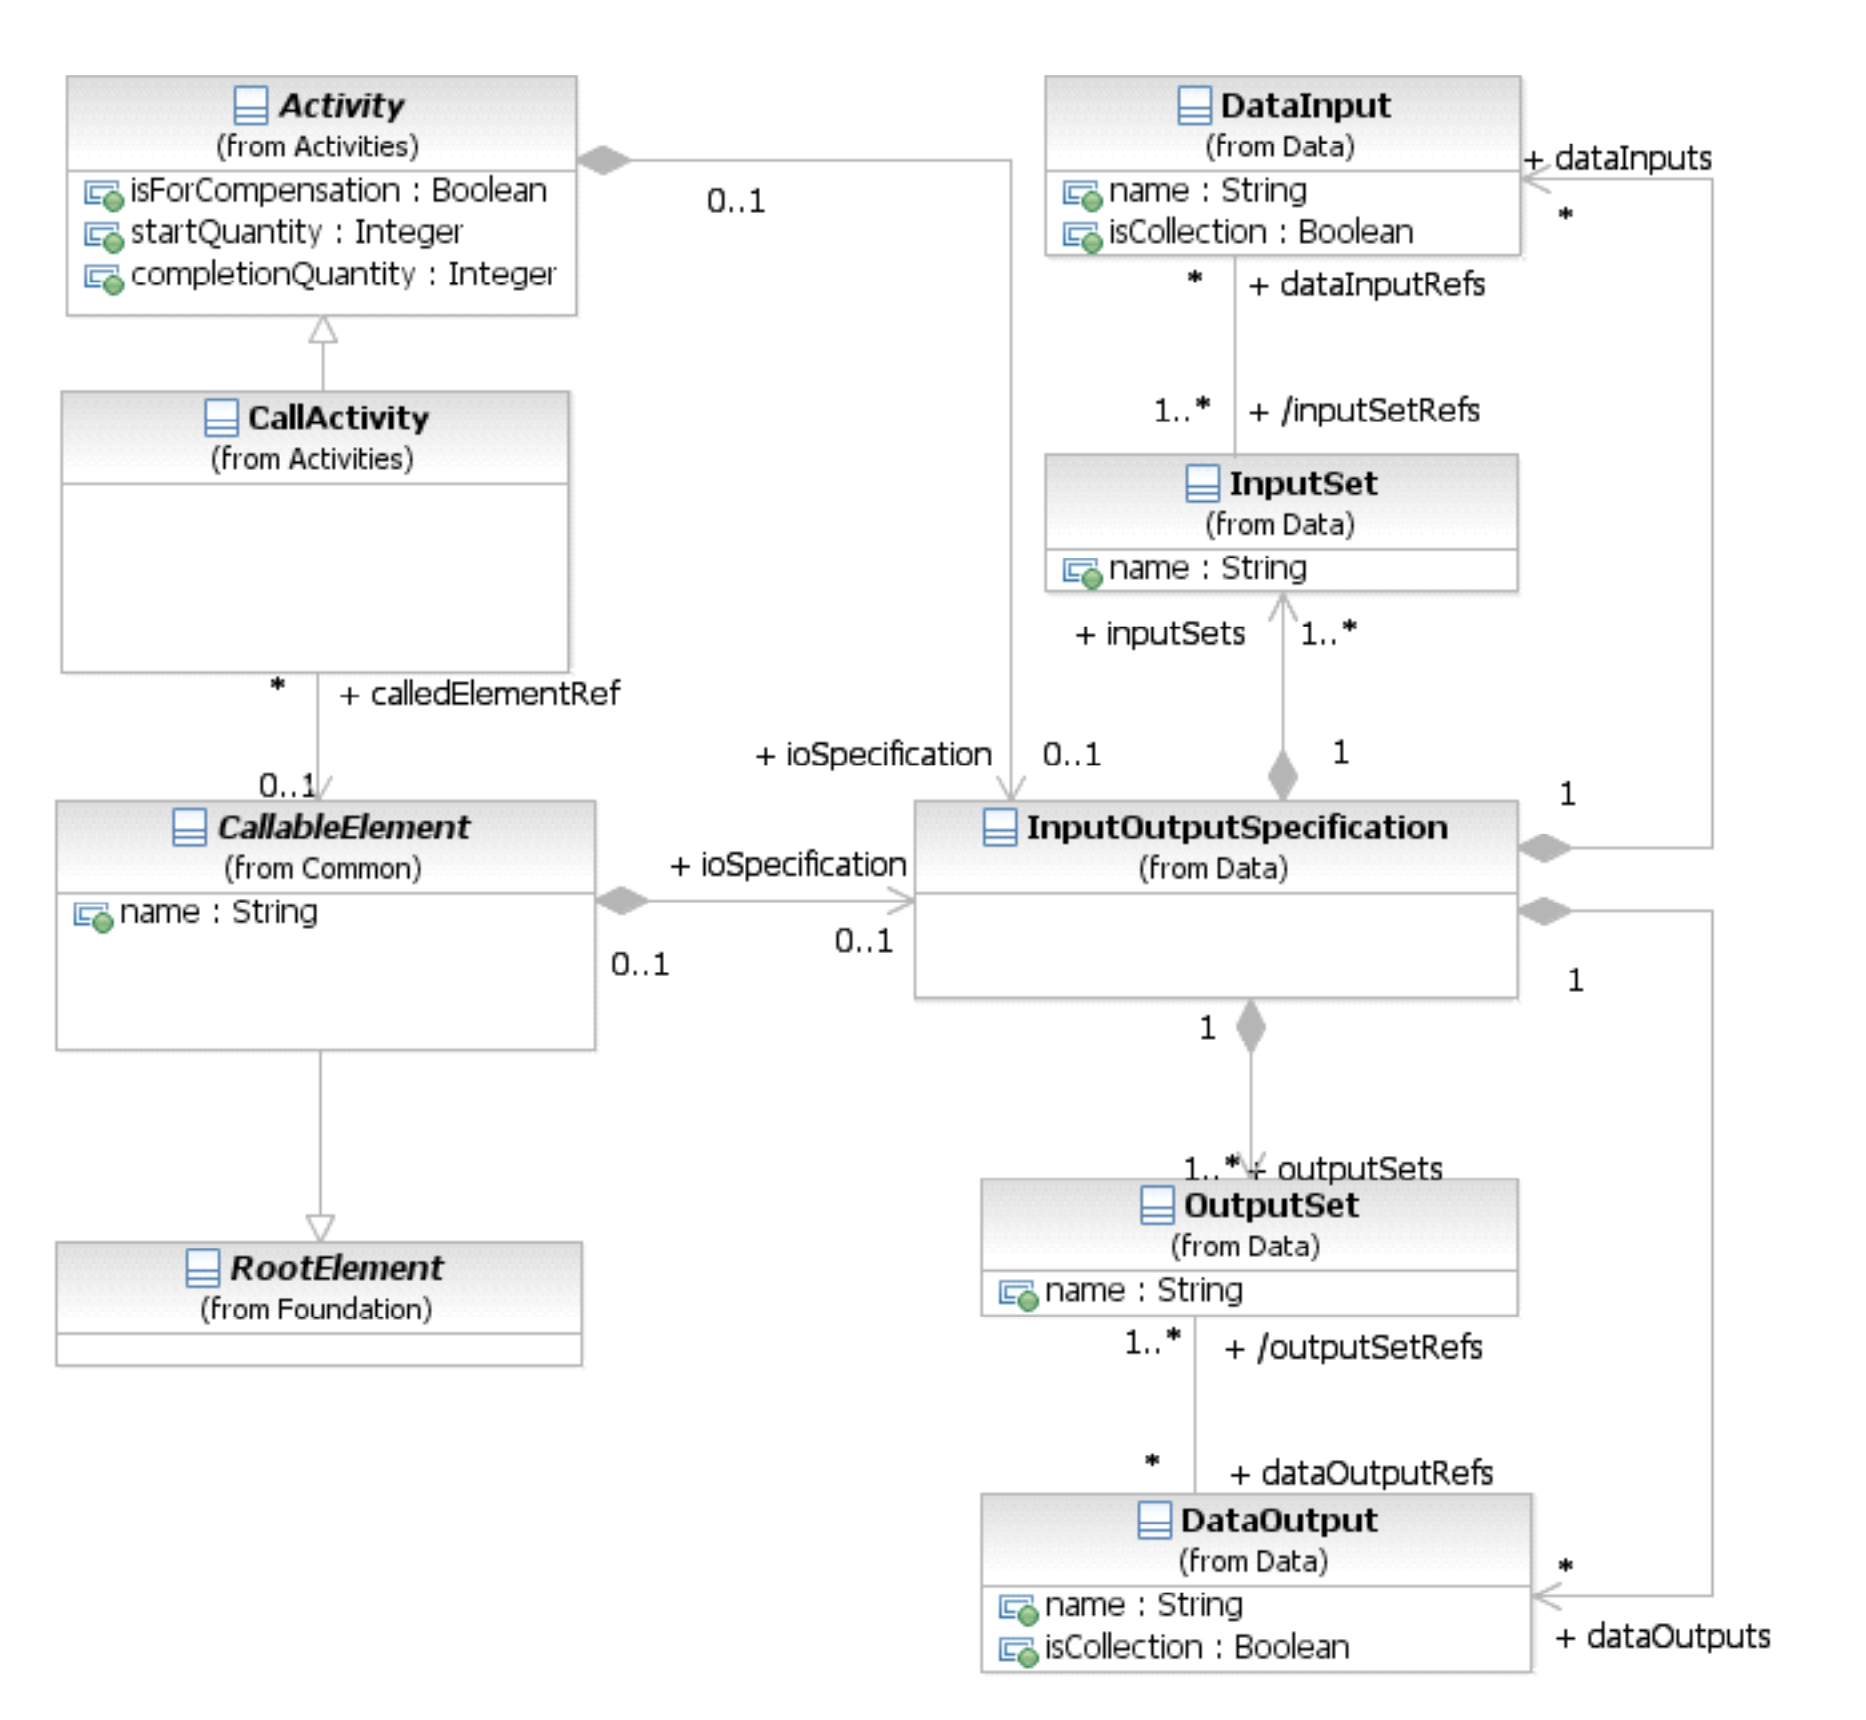 Activity
(from Activities)
isForCompensation : Boolean
startQuantity : Integer
completionQuantity : Integer
0..1
CallActivity
(from Activities)
*
+ calledElementRef
0..1
CallableElement
(from Common)
name : String
+ ioSpecification
0..1
0..1
RootElement
(from Foundation)
DataInput
(from Data)
name : String
isCollection : Boolean
+ dataInputs
*
* + dataInputRefs
1..* + /inputSetRefs
InputSet
(from Data)
name : String
+ inputSets 1..*
+ ioSpecification 0..1
1
1
InputOutputSpecification
(from Data)
1
1
1..* + outputSets
OutputSet
(from Data)
name : String
1..* + /outputSetRefs
* + dataOutputRefs
DataOutput
(from Data)
name : String
isCollection : Boolean
*
+ dataOutputs